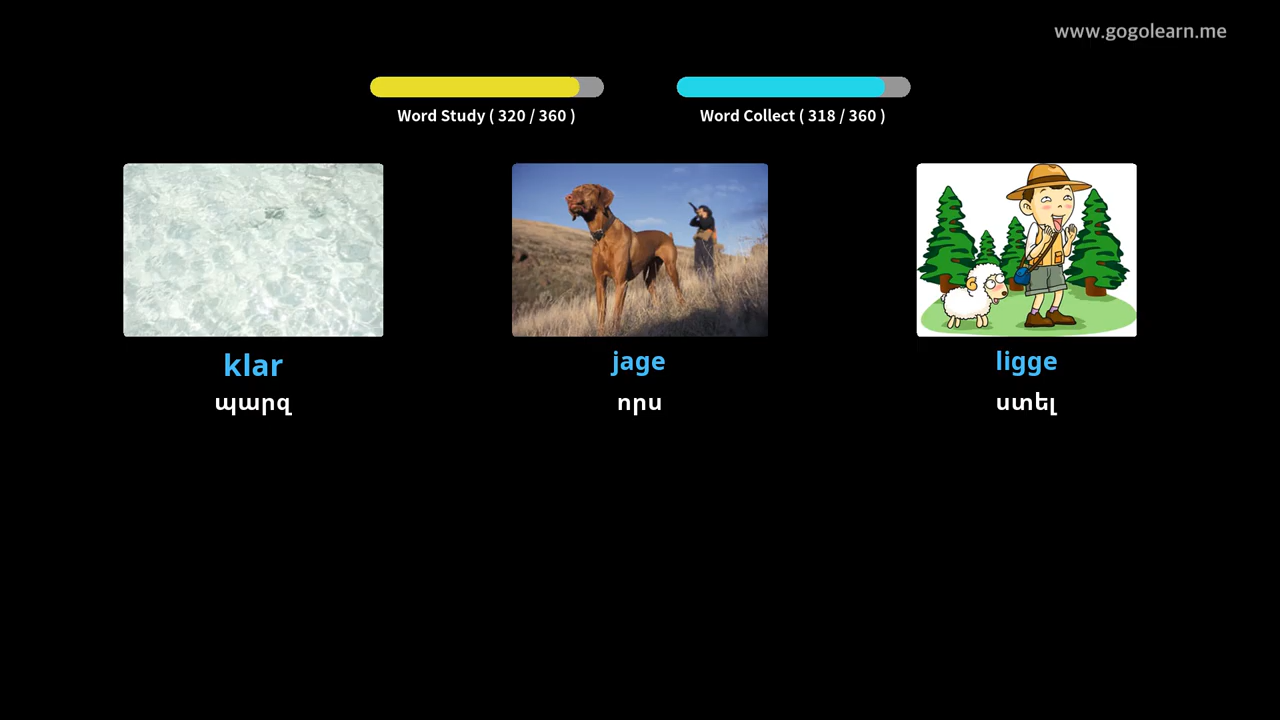 www.gogolearn.me
Word Study ( 320 / 360 )
Word Collect ( 318 / 360 )
klar
jage
ligge
պարզ
որս
ստել